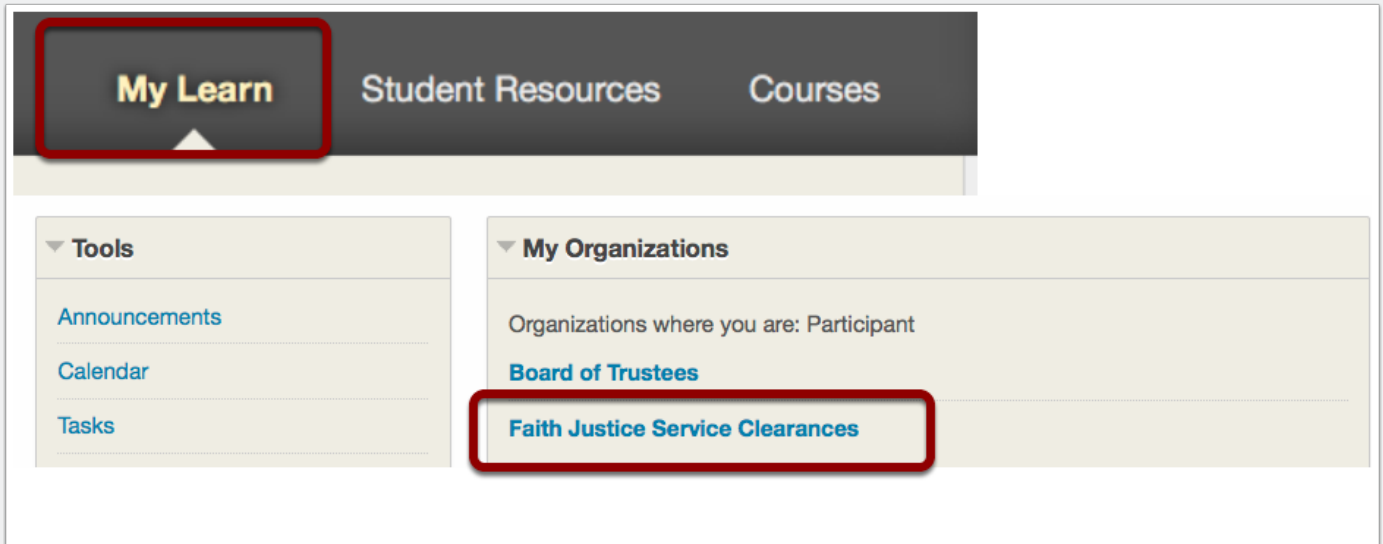 My Learn Student Resources Courses
Tools
Announcements
Calendar
Tasks
My Organizations
Organizations where you are: Participant
Board of Trustees
Faith Justice Service Clearances